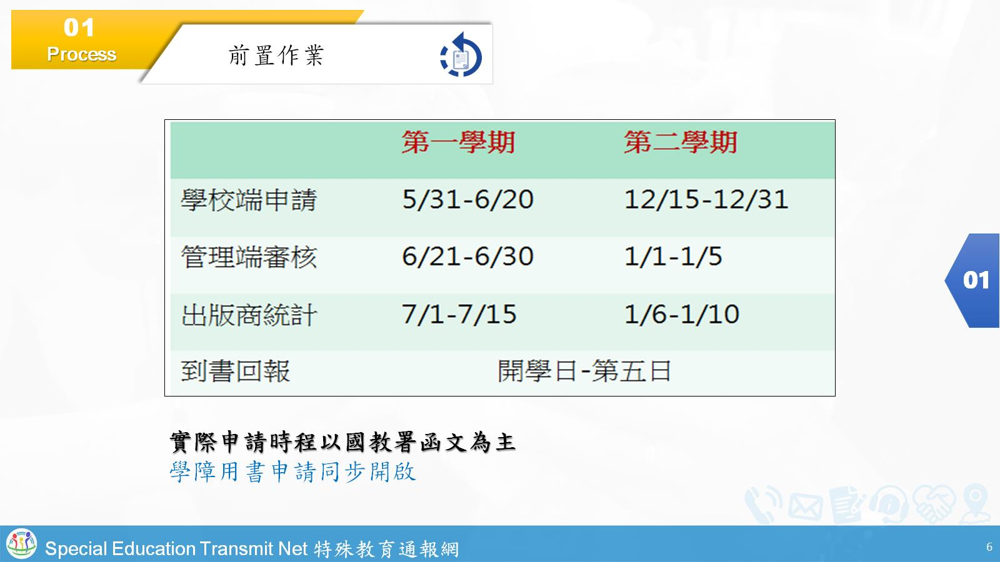 01
Process
前置作業
第一學期 第二學期
學校端申請 5/31-6/20 12/15-12/31
管理端審核 6/21-6/30 1/1-1/5
出版商統計 7/1-7/15 1/6-1/10
到書回報 開學日-第五日
01
實際申請時程以國教署函文為主
學障用書申請同步開啟
Special Education Transmit Net 特殊教育通報網
6